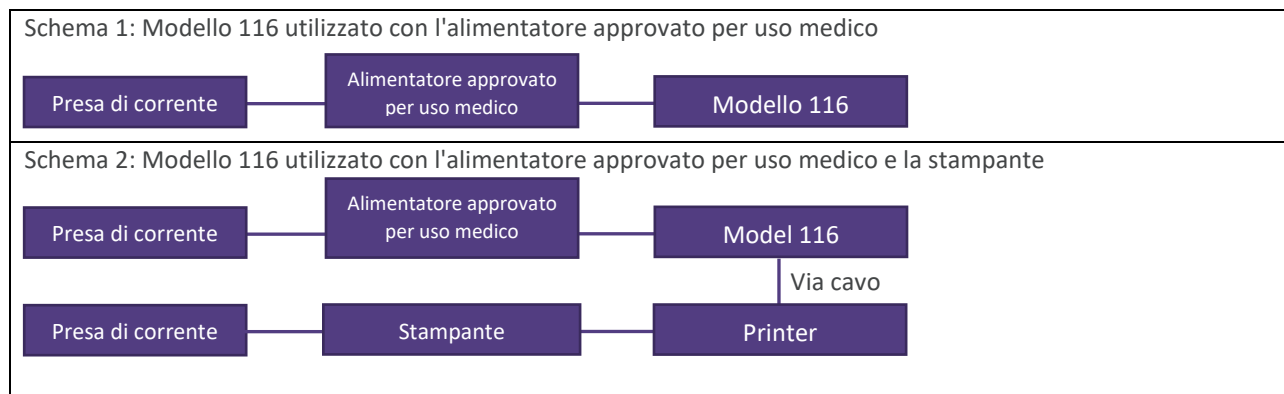 Schema 1: Modello 116 utilizzato con l'alimentatore approvato per uso medico
Presa di corrente
Alimentatore approvato
per uso medico
Modello 116
Schema 2: Modello 116 utilizzato con l'alimentatore approvato per uso medico e la stampante
Presa di corrente
Alimentatore approvato
per uso medico
Model 116
Via cavo
Presa di corrente
Stampante
Printer